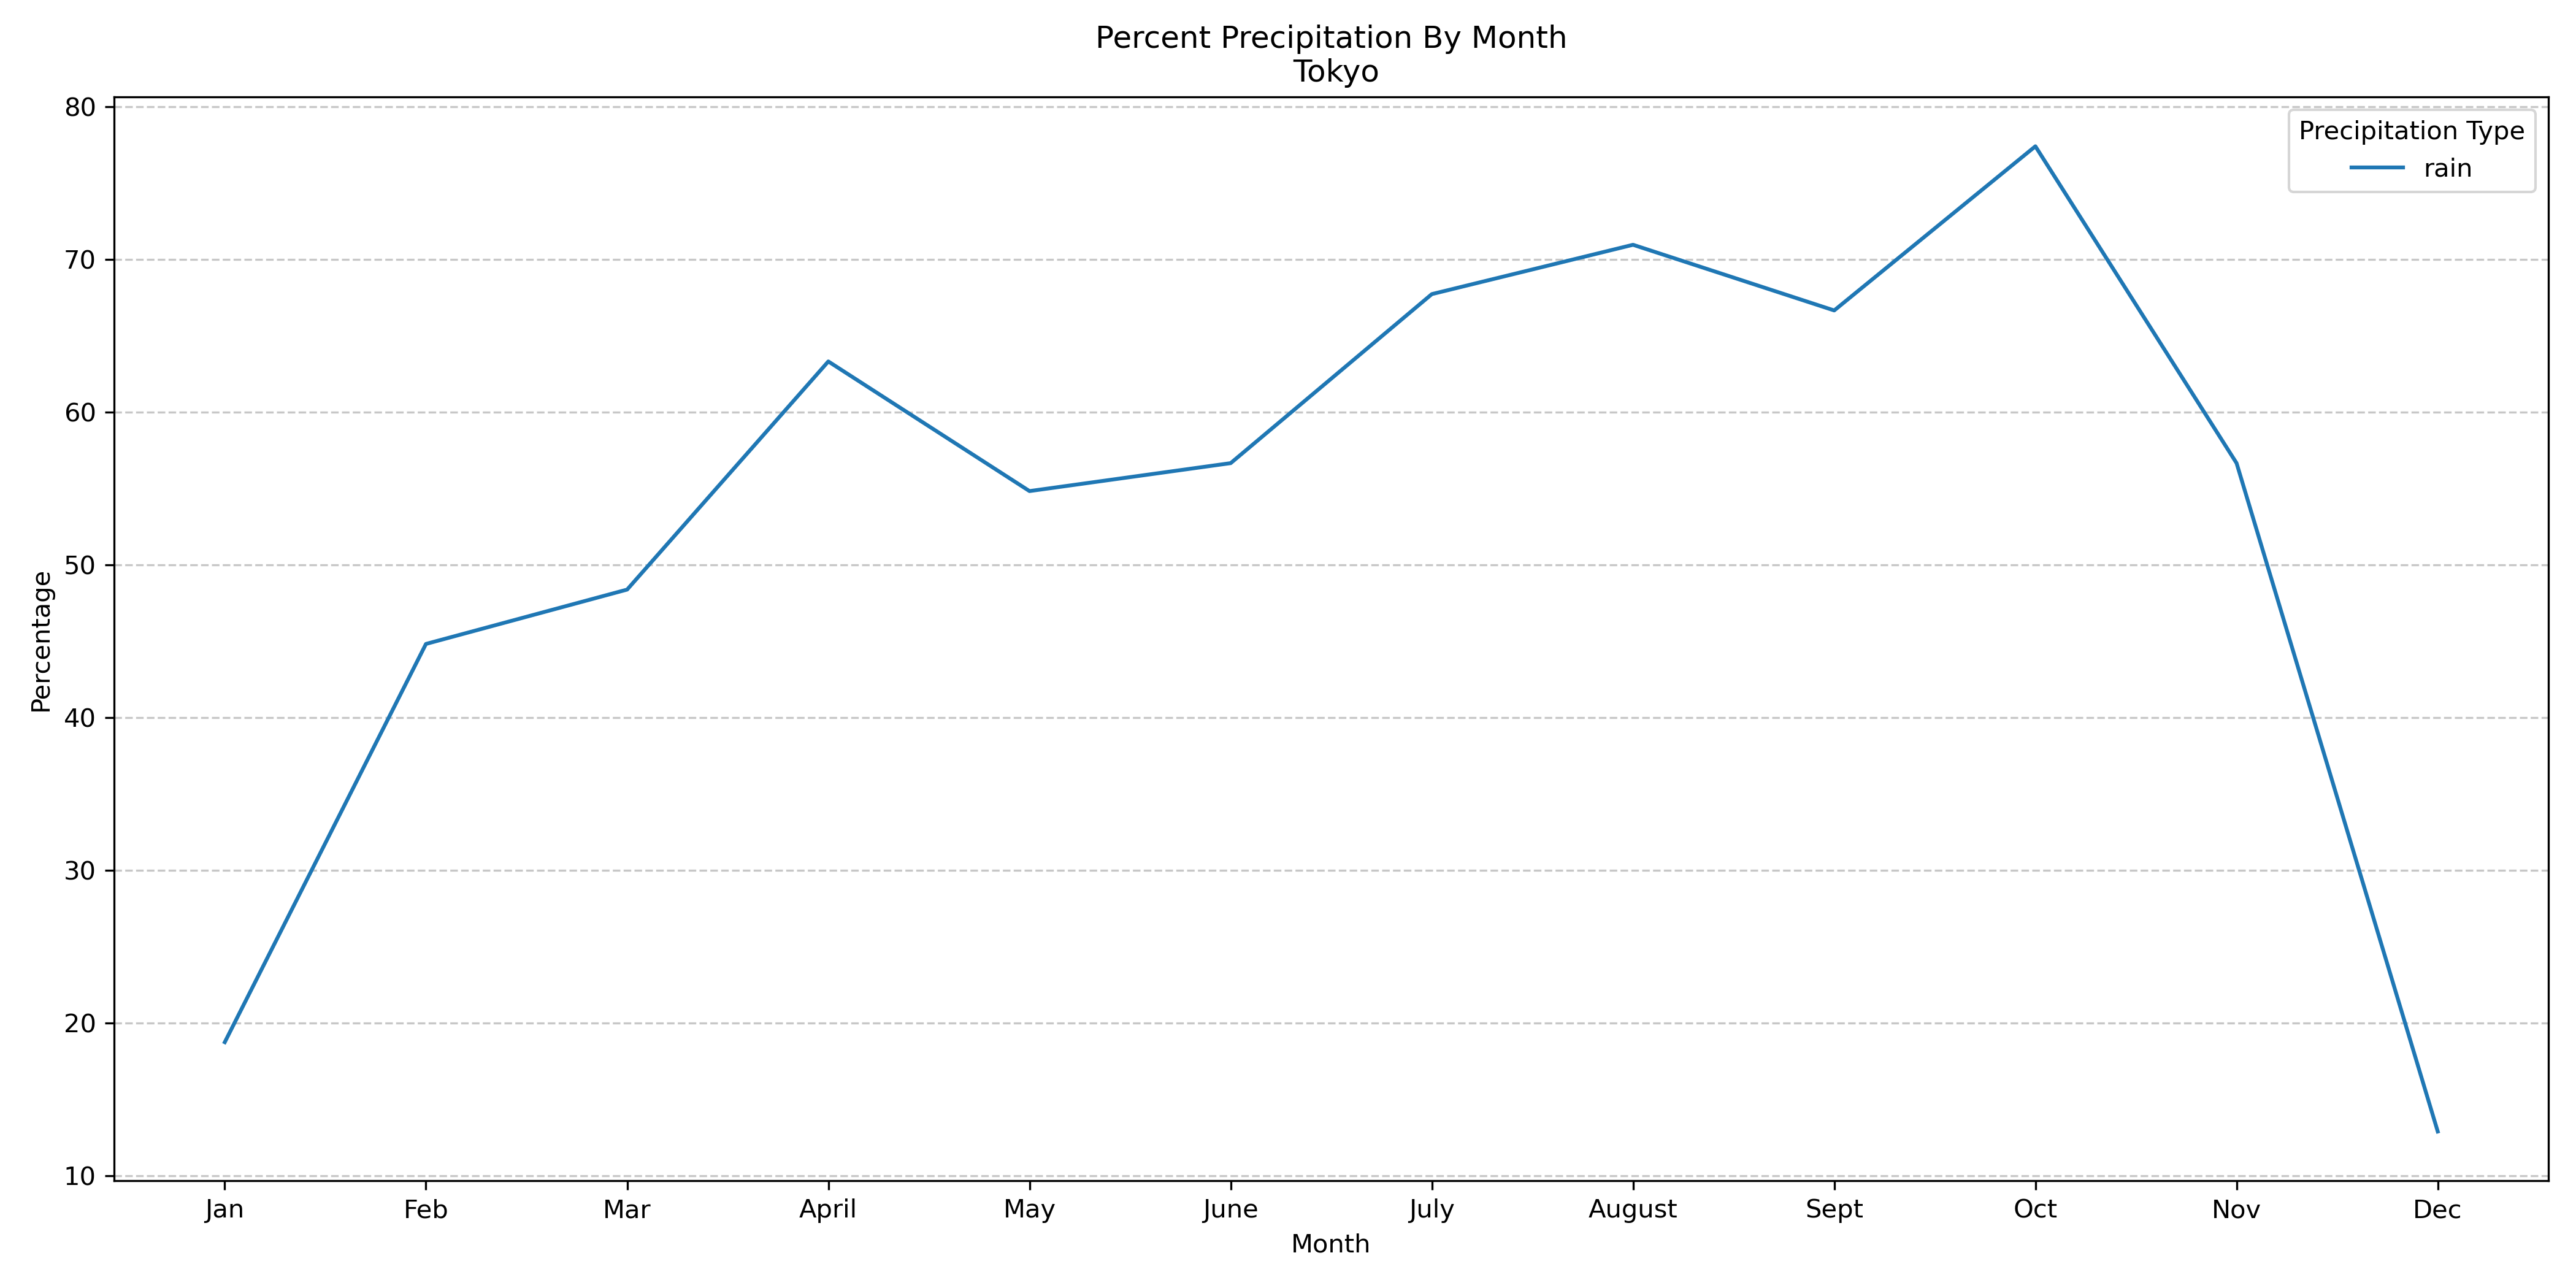 Percent Precipitation By Month
Tokyo
80
70
60
50
40
30
20
10
Percentage
Precipitation Type
rain
Jan Feb Mar April May June July August Sept Oct Nov Dec
Month